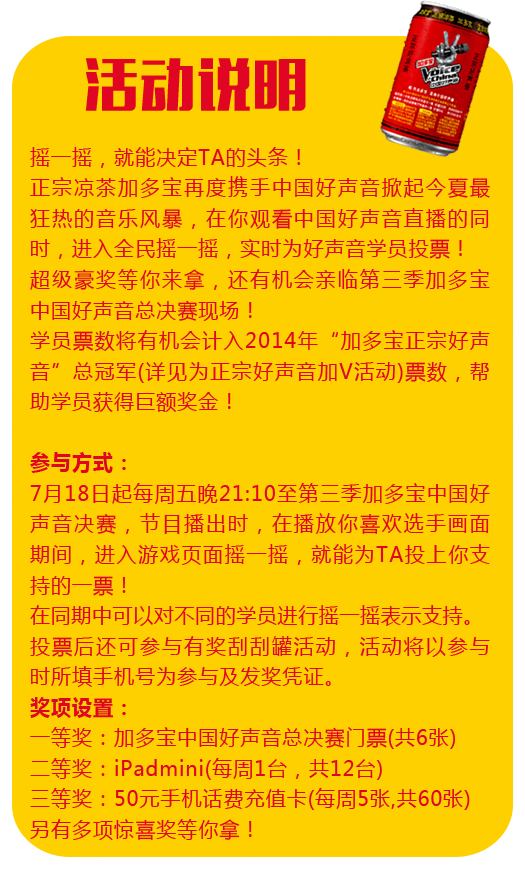 活动说明
Voice
China
摇一摇，就能决定TA的头条！
正宗凉茶加多宝再度携手中国好声音掀起今夏最
狂热的音乐风暴，在你观看中国好声音直播的同
时，进入全民摇一摇，实时为好声音学员投票！
超级豪奖等你来拿，还有机会亲临第三季加多宝
中国好声音总决赛现场！
学员票数将有机会计入2014年“加多宝正宗好声
音”总冠军(详见为正宗好声音加V活动)票数，帮
助学员获得巨额奖金！
参与方式：
7月18日起每周五晚21:10至第三季加多宝中国好
声音决赛，节目播出时，在播放你喜欢选手画面
期间，进入游戏页面摇一摇，就能为TA投上你支
持的一票！
在同期中可以对不同的学员进行摇一摇表示支持。
投票后还可参与有奖刮刮罐活动，活动将以参与
时所填手机号为参与及发奖凭证。
奖项设置：
一等奖：加多宝中国好声音总决赛门票(共6张)
二等奖：iPadmini(每周1台，共12台)
三等奖：50元手机话费充值卡(每周5张,共60张)
另有多项惊喜奖等你拿！